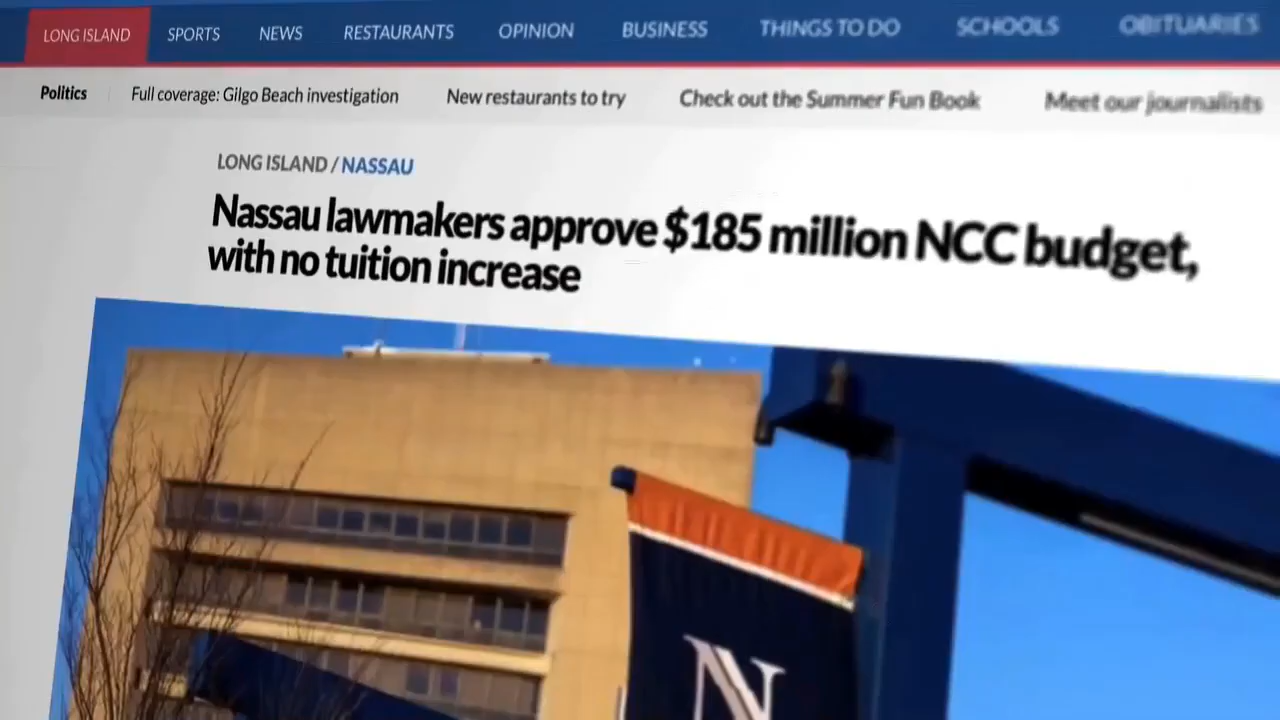 LONG ISLAND SPORTS NEWS RESTAURANTS OPINION BUSINESS THINGS TO DO SCHOOLS OBITUARIES
Politics Full coverage: Gilgo Beach investigation New restaurants to try Check out the Summer Fun Book Meet our journalists
LONG ISLAND / NASSAU
Nassau lawmakers approve $185 million NCC budget,
with no tuition increase
N